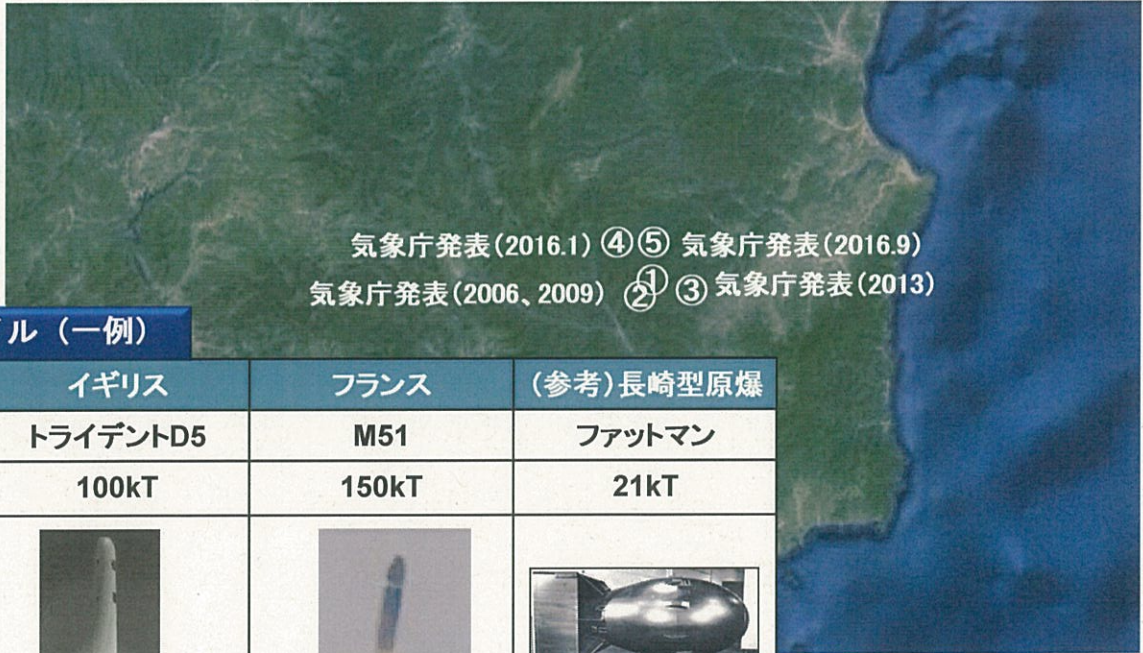 気象庁発表(2016.1) ④⑤ 気象庁発表(2016.9)
気象庁発表(2006、2009) ②① ③ 気象庁発表(2013)
ル (一例)
イギリス フランス (参考)長崎型原爆
トライデントD5 M51 ファットマン
100kT 150kT 21kT